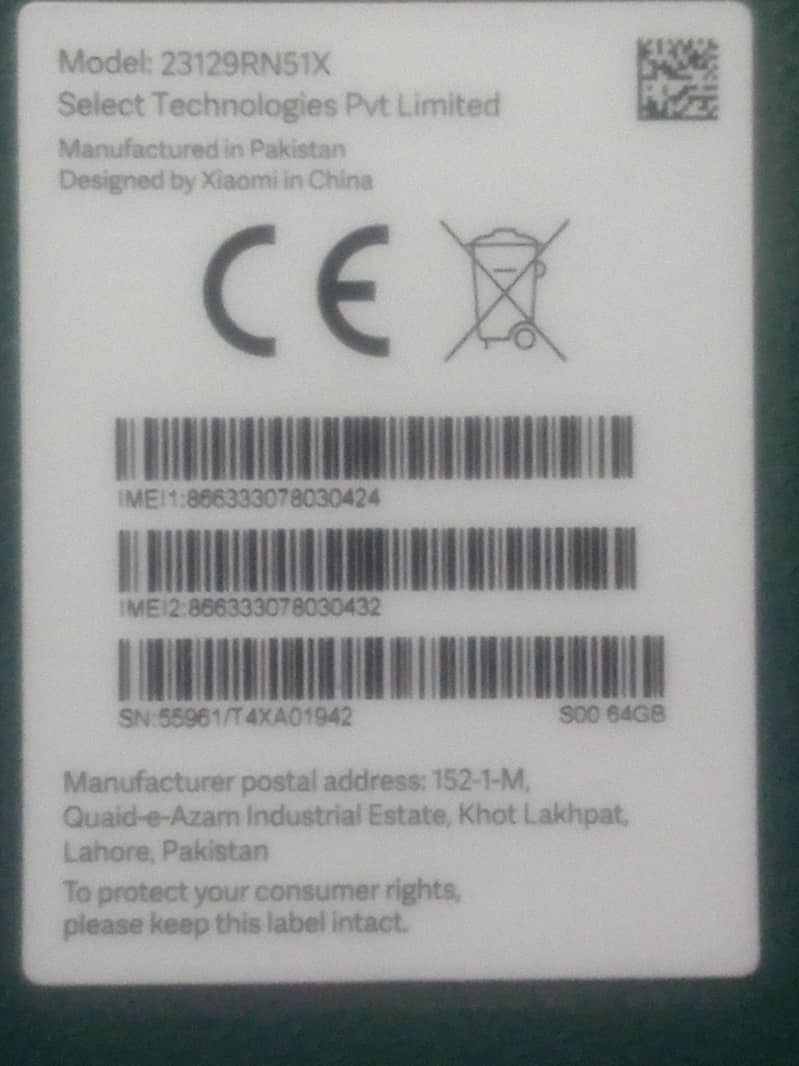 Model: 23129RN51X
Select Technologies Pvt Limited
Manufactured in Pakistan
Designed by Xiaomi in China
CE
IMEI1:866333078030424
IMEI2:866333078030432
SN:55961/T4XA01942 S00 64GB
Manufacturer postal address: 152-1-M,
Quaid-e-Azam Industrial Estate, Khot Lakhpat,
Lahore, Pakistan
To protect your consumer rights,
please keep this label intact.